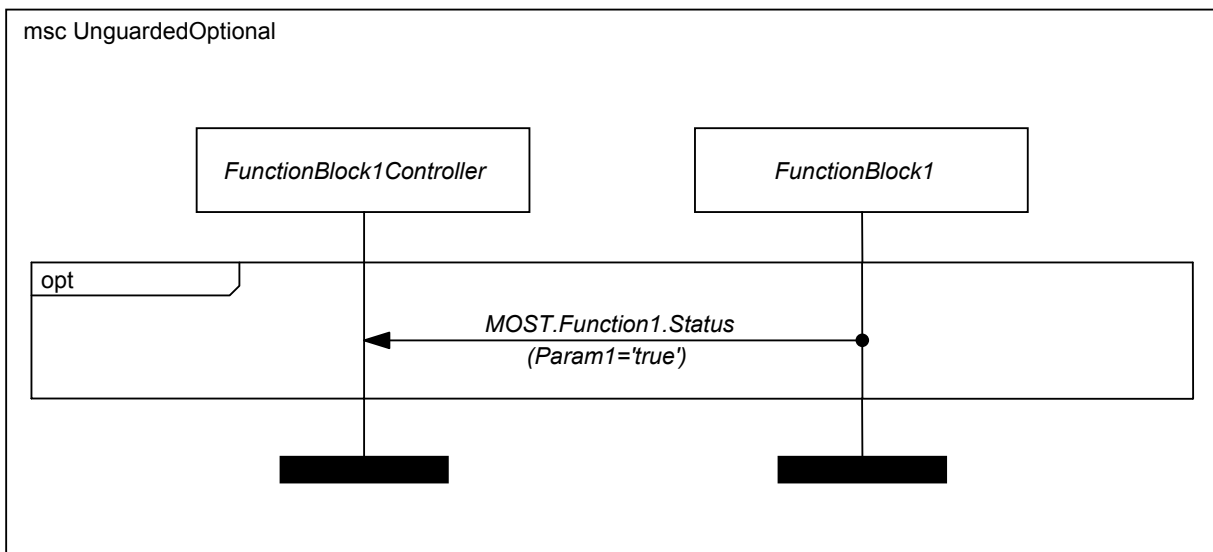 msc UnguardedOptional
FunctionBlock1Controller
FunctionBlock1
opt
MOST.Function1.Status
(Param1='true')